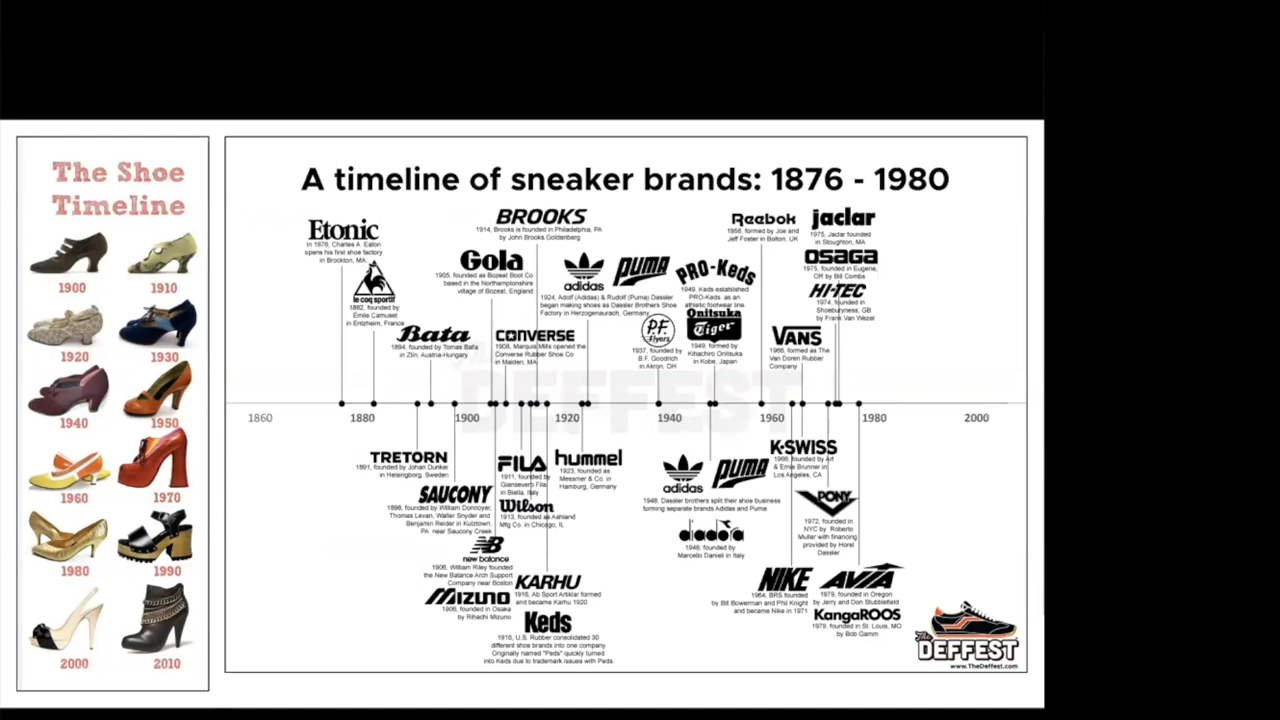 The Shoe
Timeline
1900
1910
1920
1930
1940
1950
1960
1970
1980
1990
2000
2010
A timeline of sneaker brands: 1876 - 1980
Etonic
In 1876, Charles A. Eaton
opens his first shoe factory
in Brockton, MA
le coq sportif
1882, founded by
Émile Camuset
in Entzheim, France
Bata
1894, founded by Tomas Bata
in Zlin, Austria-Hungary
BROOKS
1914, Brooks is founded in Philadelphia, PA
by John Brooks Goldenberg
Gola
1905, founded as Bozeat Boot Co
based in the Northamptonshire
village of Bozeat, England
CONVERSE
1908, Marquis Mills opened the
Converse Rubber Shoe Co
in Malden, MA
adidas
PUMA
1924, Adolf (Adidas) & Rudolf (Puma) Dassler
began making shoes as Dassler Brothers Shoe
Factory in Herzogenaurach, Germany
P.F.
Flyers
1937, founded by
B.F. Goodrich
in Akron, OH
PRO-Keds
1949, Keds established
PRO-Keds as an
athletic footwear line
Onitsuka
Tiger
1949, formed by
Kihachiro Onitsuka
in Kobe, Japan
Reebok
1958, formed by Joe and
Jeff Foster in Bolton, UK
jaclar
1975, Jaclar founded
in Stoughton, MA
OSAGA
1975, founded in Eugene,
OR by Bill Combs
HI-TEC
1974, founded in
Shoeburyness, GB
by Frank Van Wezel
VANS
1966, formed as The
Van Doren Rubber
Company
DEFFEST
1860
1880
1900
1920
1940
1960
1980
2000
TRETORN
1891, founded by Johan Dunker
in Helsingborg, Sweden
SAUCONY
1898, founded by William Donnoyer,
Thomas Levan, Walter Snyder and
Benjamin Reider in Kutztown,
PA near Saucony Creek
NB
new balance
1906, William Riley founded
the New Balance Arch Support
Company near Boston
MIZUNO
1906, founded in Osaka
by Rihachi Mizuno
FILA
1911, founded by
Giansevero Fila
in Biella, Italy
Wilson
1913, founded as Ashland
Mfg Co. in Chicago, IL
hummel
1923, founded as
Messmer & Co. in
Hamburg, Germany
KARHU
1916, Ab Sport Artiklar formed
and became Karhu 1920
Keds
1916, U.S. Rubber consolidated 30
different shoe brands into one company
Originally named "Peds" quickly turned
into Keds due to trademark issues with Peds.
adidas
PUMA
1948, Dassler brothers split their shoe business
forming separate brands Adidas and Puma
diadora
1948, founded by
Marcello Danieli in Italy
K·SWISS
1966, founded by Art
& Ernie Brunner in
Los Angeles, CA
PONY
1972, founded in
NYC by Roberto
Muller with financing
provided by Horst
Dassler
NIKE
1964, BRS founded
by Bill Bowerman and Phil Knight
and became Nike in 1971
AVIA
1979, founded in Oregon
by Jerry and Don Stubblefield
KangaROOS
1979, founded in St. Louis, MO
by Bob Gamm
The
DEFFEST
www.TheDeffest.com